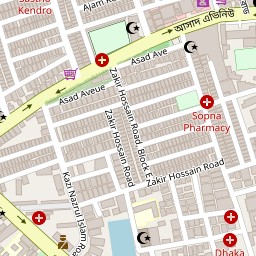 Kendro
Ajam R
Asad Ave
আসাদ এভিনিউ
Asad Avenue
Zakir Hossain Road, Block E
Zakir Hossain Road
Sopna
Pharmacy
Zakir Hossain Road
Kazi Nazrul Islam Road
Dhaka